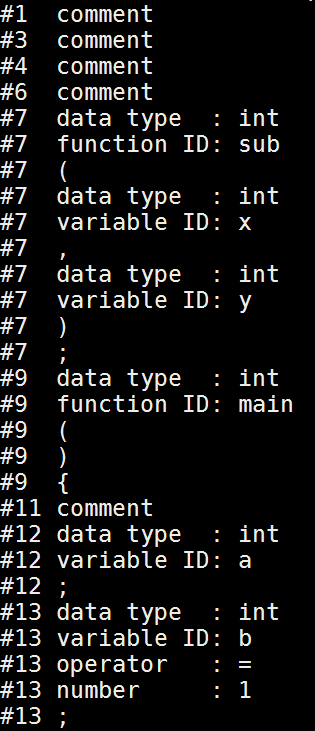 #1  comment
#3  comment
#4  comment
#6  comment
#7  data type  : int
#7  function ID: sub
#7  (
#7  data type  : int
#7  variable ID: x
#7  ,
#7  data type  : int
#7  variable ID: y
#7  )
#7  ;
#9  data type  : int
#9  function ID: main
#9  (
#9  )
#9  {
#11 comment
#12 data type  : int
#12 variable ID: a
#12 ;
#13 data type  : int
#13 variable ID: b
#13 operator   : =
#13 number     : 1
#13 ;